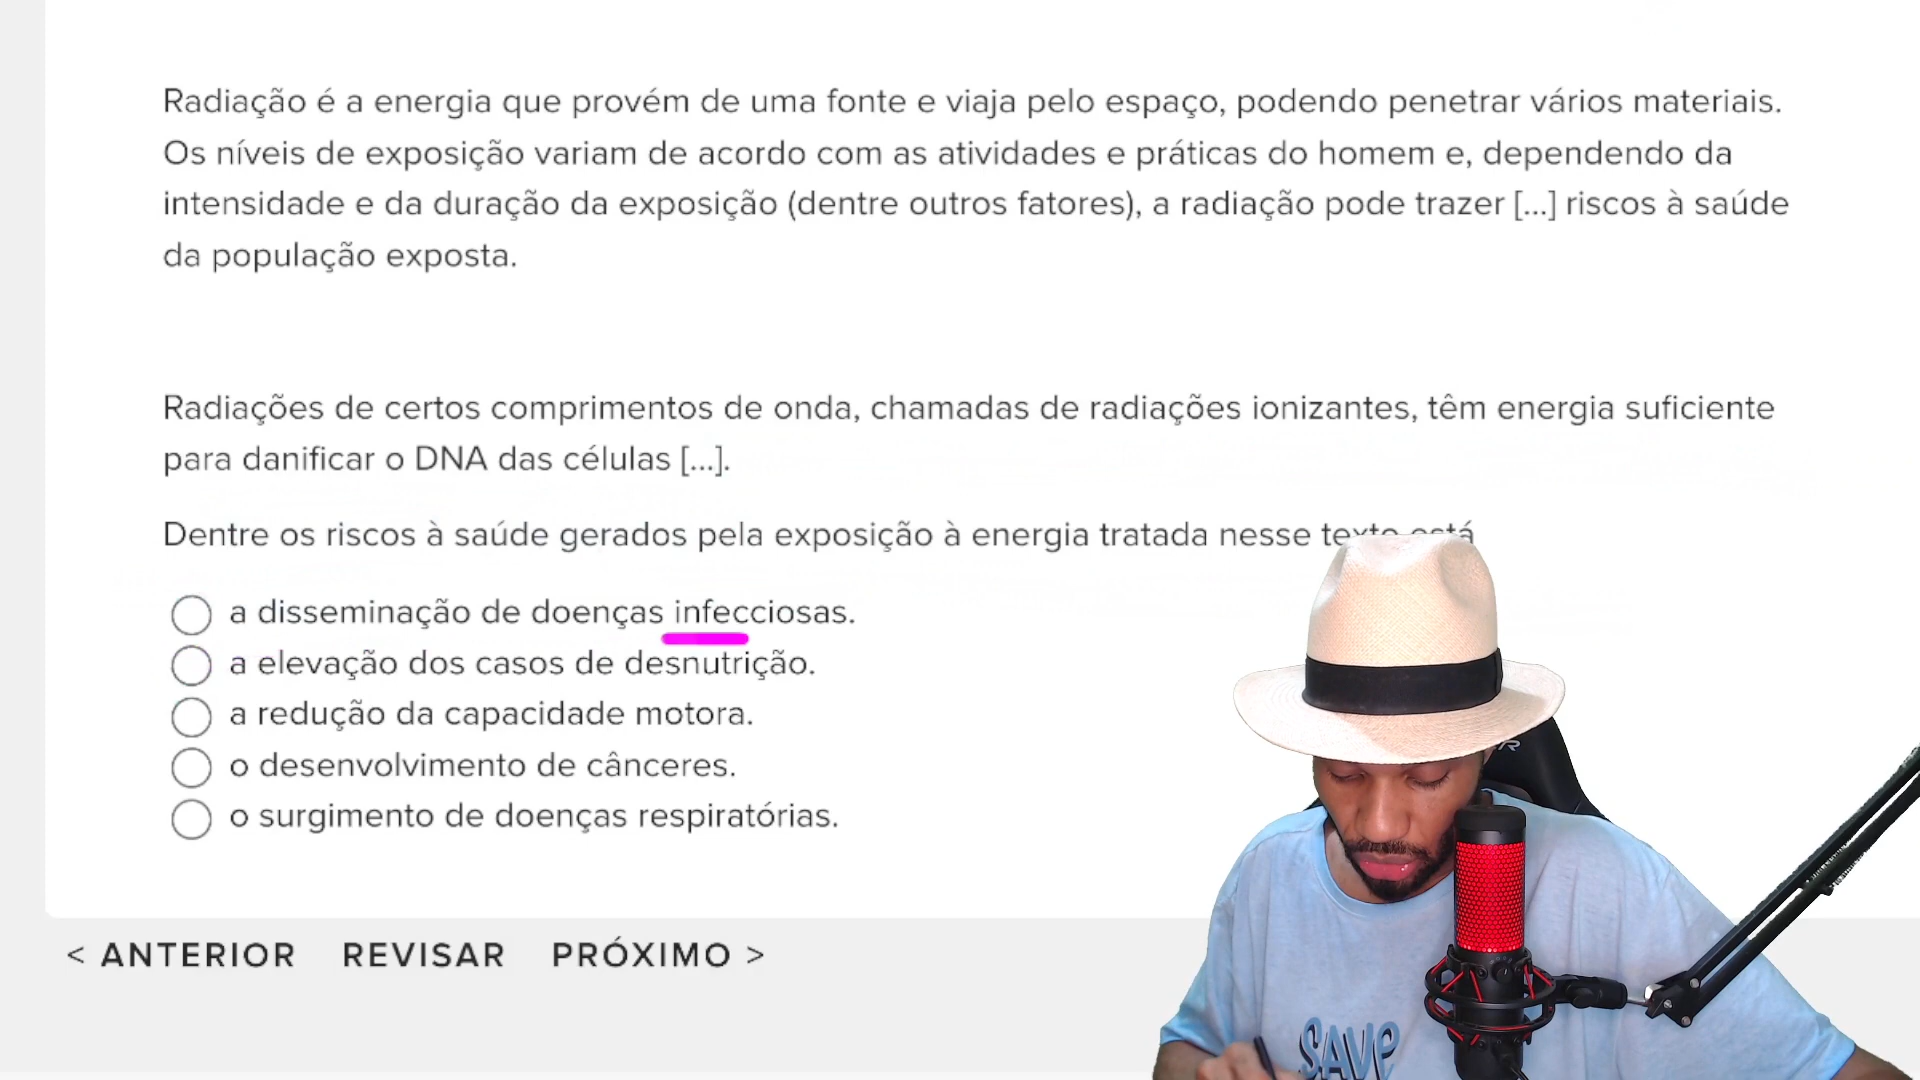 Radiação é a energia que provém de uma fonte e viaja pelo espaço, podendo penetrar vários materiais.
Os níveis de exposição variam de acordo com as atividades e práticas do homem e, dependendo da
intensidade e da duração da exposição (dentre outros fatores), a radiação pode trazer [...] riscos à saúde
da população exposta.
Radiações de certos comprimentos de onda, chamadas de radiações ionizantes, têm energia suficiente
para danificar o DNA das células [...].
Dentre os riscos à saúde gerados pela exposição à energia tratada nesse texto está
a disseminação de doenças infecciosas.
a elevação dos casos de desnutrição.
a redução da capacidade motora.
o desenvolvimento de cânceres.
o surgimento de doenças respiratórias.
< ANTERIOR REVISAR PRÓXIMO >
SAVE